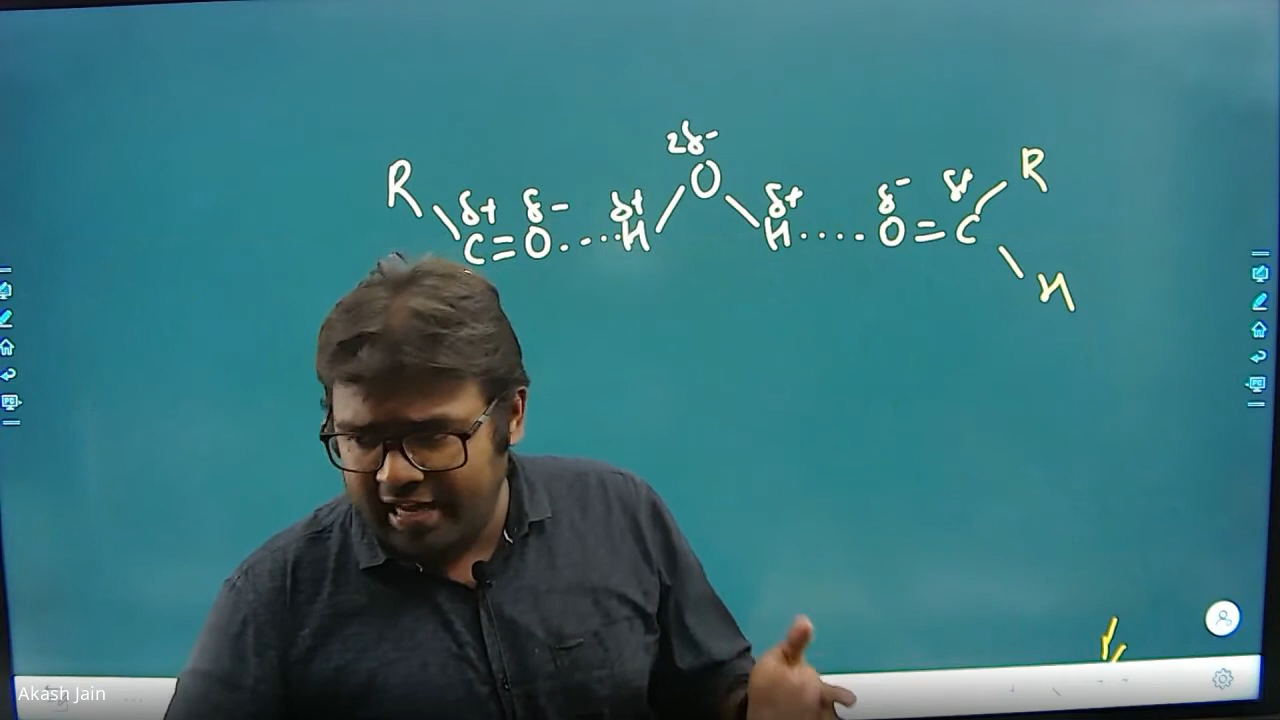 2δ-
R O R
δ+ δ- δ+ δ+ δ- δ+
C=O....H H....O=C
H
Akash Jain